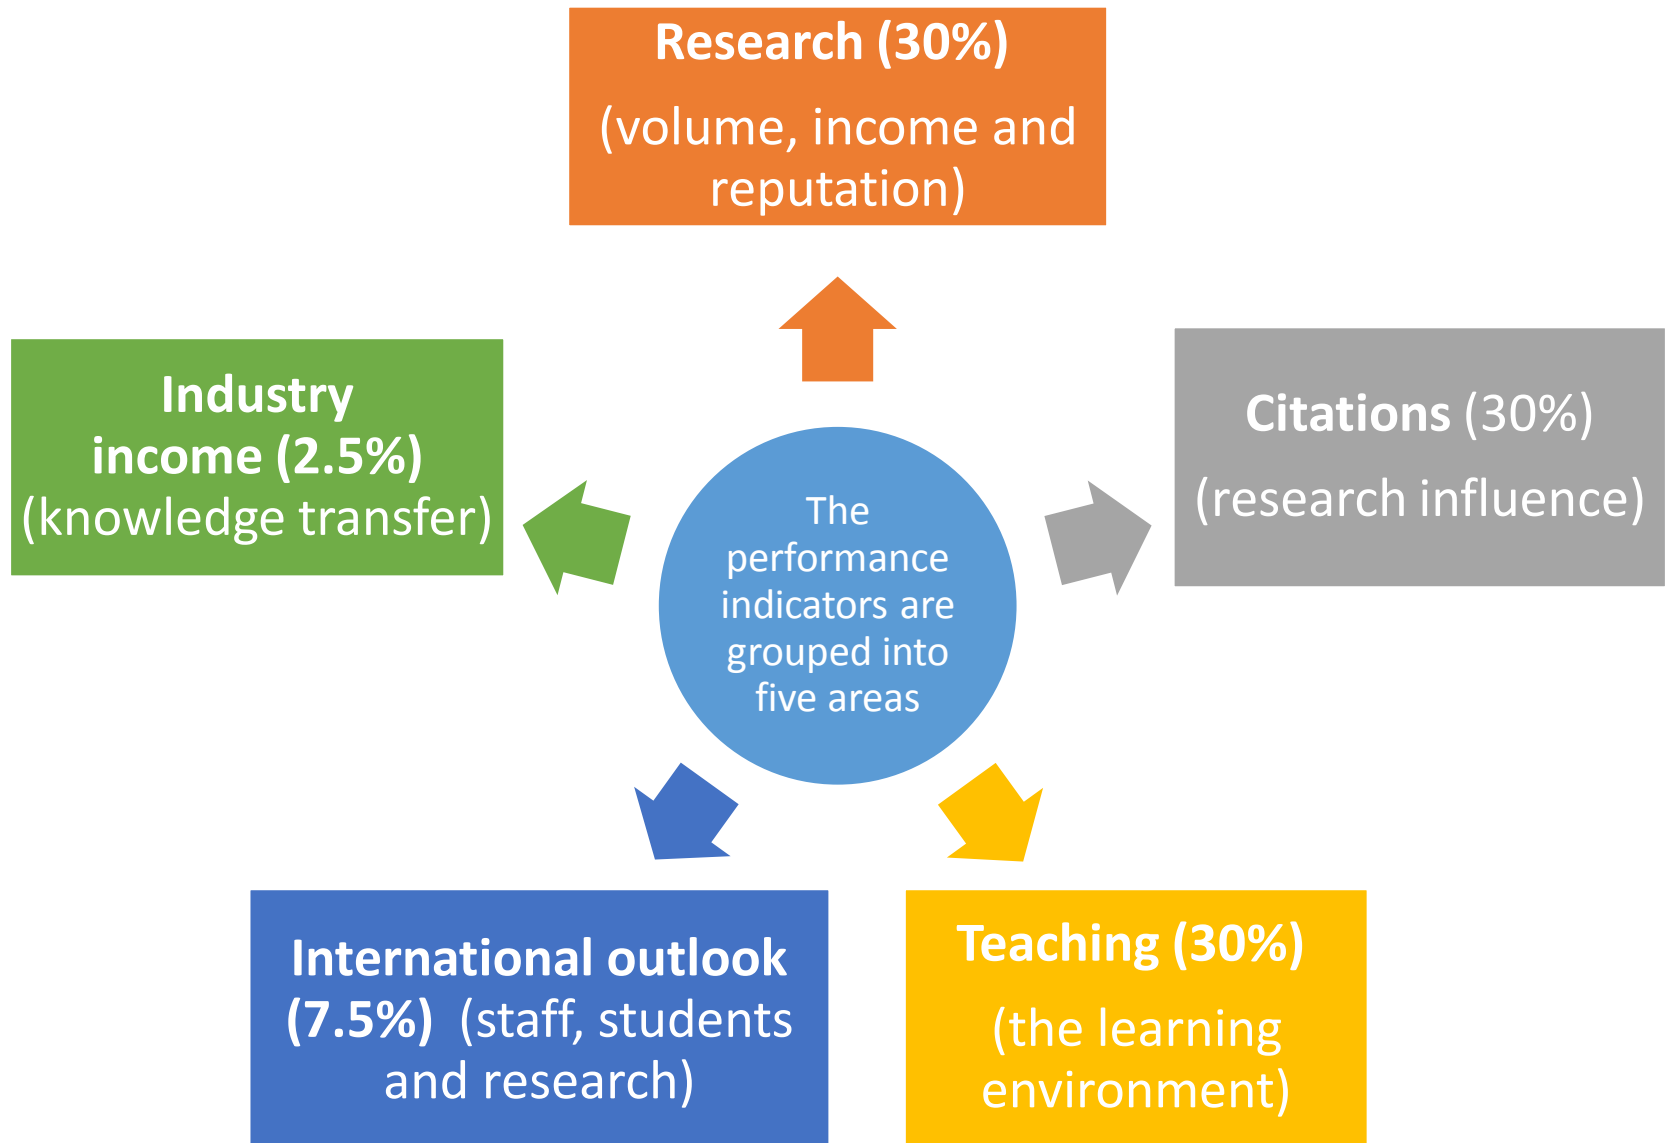 Research (30%)
(volume, income and
reputation)
Industry
income (2.5%)
(knowledge transfer)
Citations (30%)
(research influence)
The
performance
indicators are
grouped into
five areas
International outlook
(7.5%)  (staff, students
and research)
Teaching (30%)
(the learning
environment)